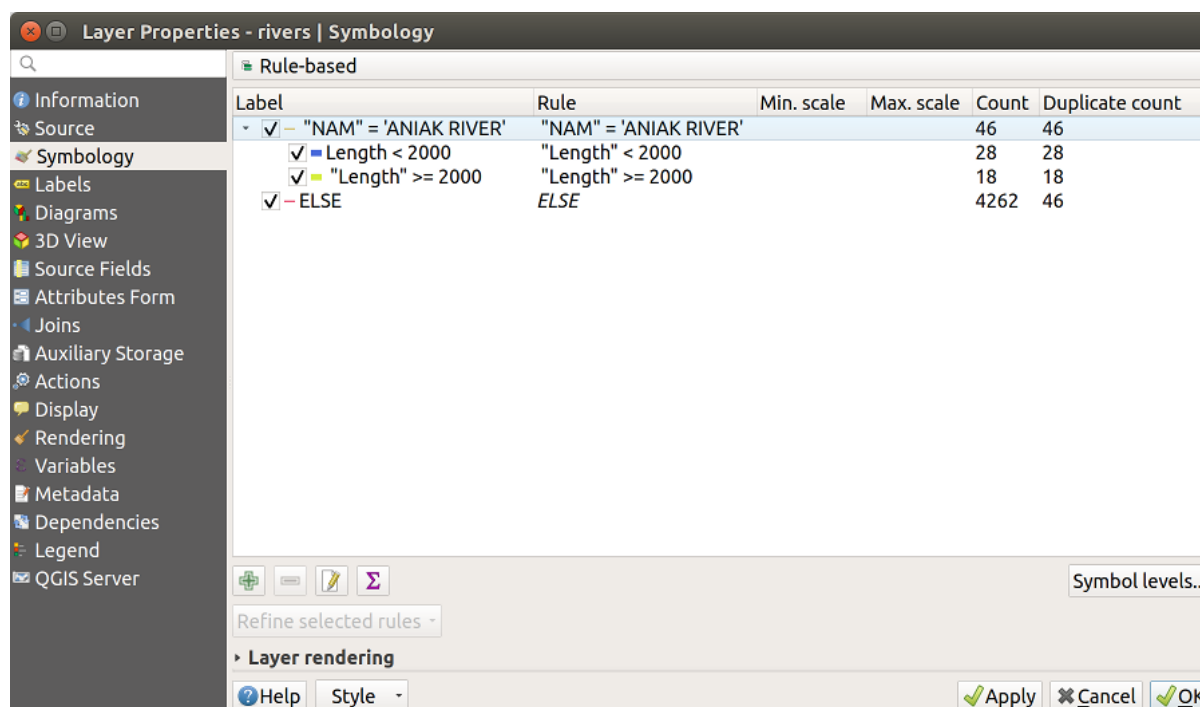 Layer Properties - rivers | Symbology
Rule-based
Information
Source
Symbology
Labels
Diagrams
3D View
Source Fields
Attributes Form
Joins
Auxiliary Storage
Actions
Display
Rendering
Variables
Metadata
Dependencies
Legend
QGIS Server
Label Rule Min. scale Max. scale Count Duplicate count
"NAM" = 'ANIAK RIVER' "NAM" = 'ANIAK RIVER' 46 46
Length < 2000 "Length" < 2000 28 28
"Length" >= 2000 "Length" >= 2000 18 18
ELSE ELSE 4262 46
Symbol levels..
Refine selected rules
Layer rendering
Help Style Apply Cancel OK